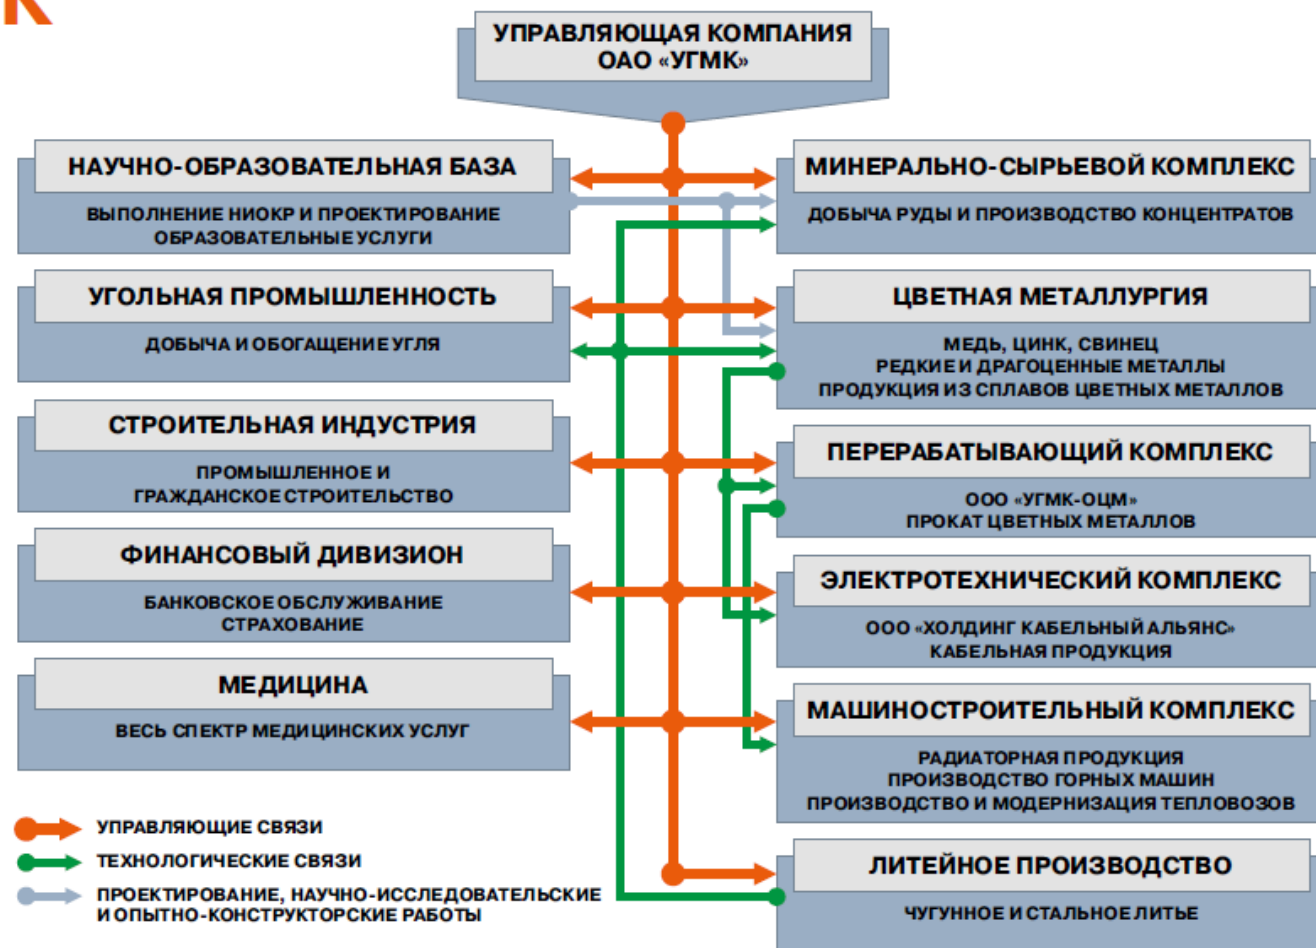 К
УПРАВЛЯЮЩАЯ КОМПАНИЯ
ОАО «УГМК»
НАУЧНО-ОБРАЗОВАТЕЛЬНАЯ БАЗА
ВЫПОЛНЕНИЕ НИОКР И ПРОЕКТИРОВАНИЕ
ОБРАЗОВАТЕЛЬНЫЕ УСЛУГИ
УГОЛЬНАЯ ПРОМЫШЛЕННОСТЬ
ДОБЫЧА И ОБОГАЩЕНИЕ УГЛЯ
СТРОИТЕЛЬНАЯ ИНДУСТРИЯ
ПРОМЫШЛЕННОЕ И
ГРАЖДАНСКОЕ СТРОИТЕЛЬСТВО
ФИНАНСОВЫЙ ДИВИЗИОН
БАНКОВСКОЕ ОБСЛУЖИВАНИЕ
СТРАХОВАНИЕ
МЕДИЦИНА
ВЕСЬ СПЕКТР МЕДИЦИНСКИХ УСЛУГ
МИНЕРАЛЬНО-СЫРЬЕВОЙ КОМПЛЕКС
ДОБЫЧА РУДЫ И ПРОИЗВОДСТВО КОНЦЕНТРАТОВ
ЦВЕТНАЯ МЕТАЛЛУРГИЯ
МЕДЬ, ЦИНК, СВИНЕЦ
РЕДКИЕ И ДРАГОЦЕННЫЕ МЕТАЛЛЫ
ПРОДУКЦИЯ ИЗ СПЛАВОВ ЦВЕТНЫХ МЕТАЛЛОВ
ПЕРЕРАБАТЫВАЮЩИЙ КОМПЛЕКС
ООО «УГМК-ОЦМ»
ПРОКАТ ЦВЕТНЫХ МЕТАЛЛОВ
ЭЛЕКТРОТЕХНИЧЕСКИЙ КОМПЛЕКС
ООО «ХОЛДИНГ КАБЕЛЬНЫЙ АЛЬЯНС»
КАБЕЛЬНАЯ ПРОДУКЦИЯ
МАШИНОСТРОИТЕЛЬНЫЙ КОМПЛЕКС
РАДИАТОРНАЯ ПРОДУКЦИЯ
ПРОИЗВОДСТВО ГОРНЫХ МАШИН
ПРОИЗВОДСТВО И МОДЕРНИЗАЦИЯ ТЕПЛОВОЗОВ
ЛИТЕЙНОЕ ПРОИЗВОДСТВО
ЧУГУННОЕ И СТАЛЬНОЕ ЛИТЬЕ
УПРАВЛЯЮЩИЕ СВЯЗИ
ТЕХНОЛОГИЧЕСКИЕ СВЯЗИ
ПРОЕКТИРОВАНИЕ, НАУЧНО-ИССЛЕДОВАТЕЛЬСКИЕ
И ОПЫТНО-КОНСТРУКТОРСКИЕ РАБОТЫ